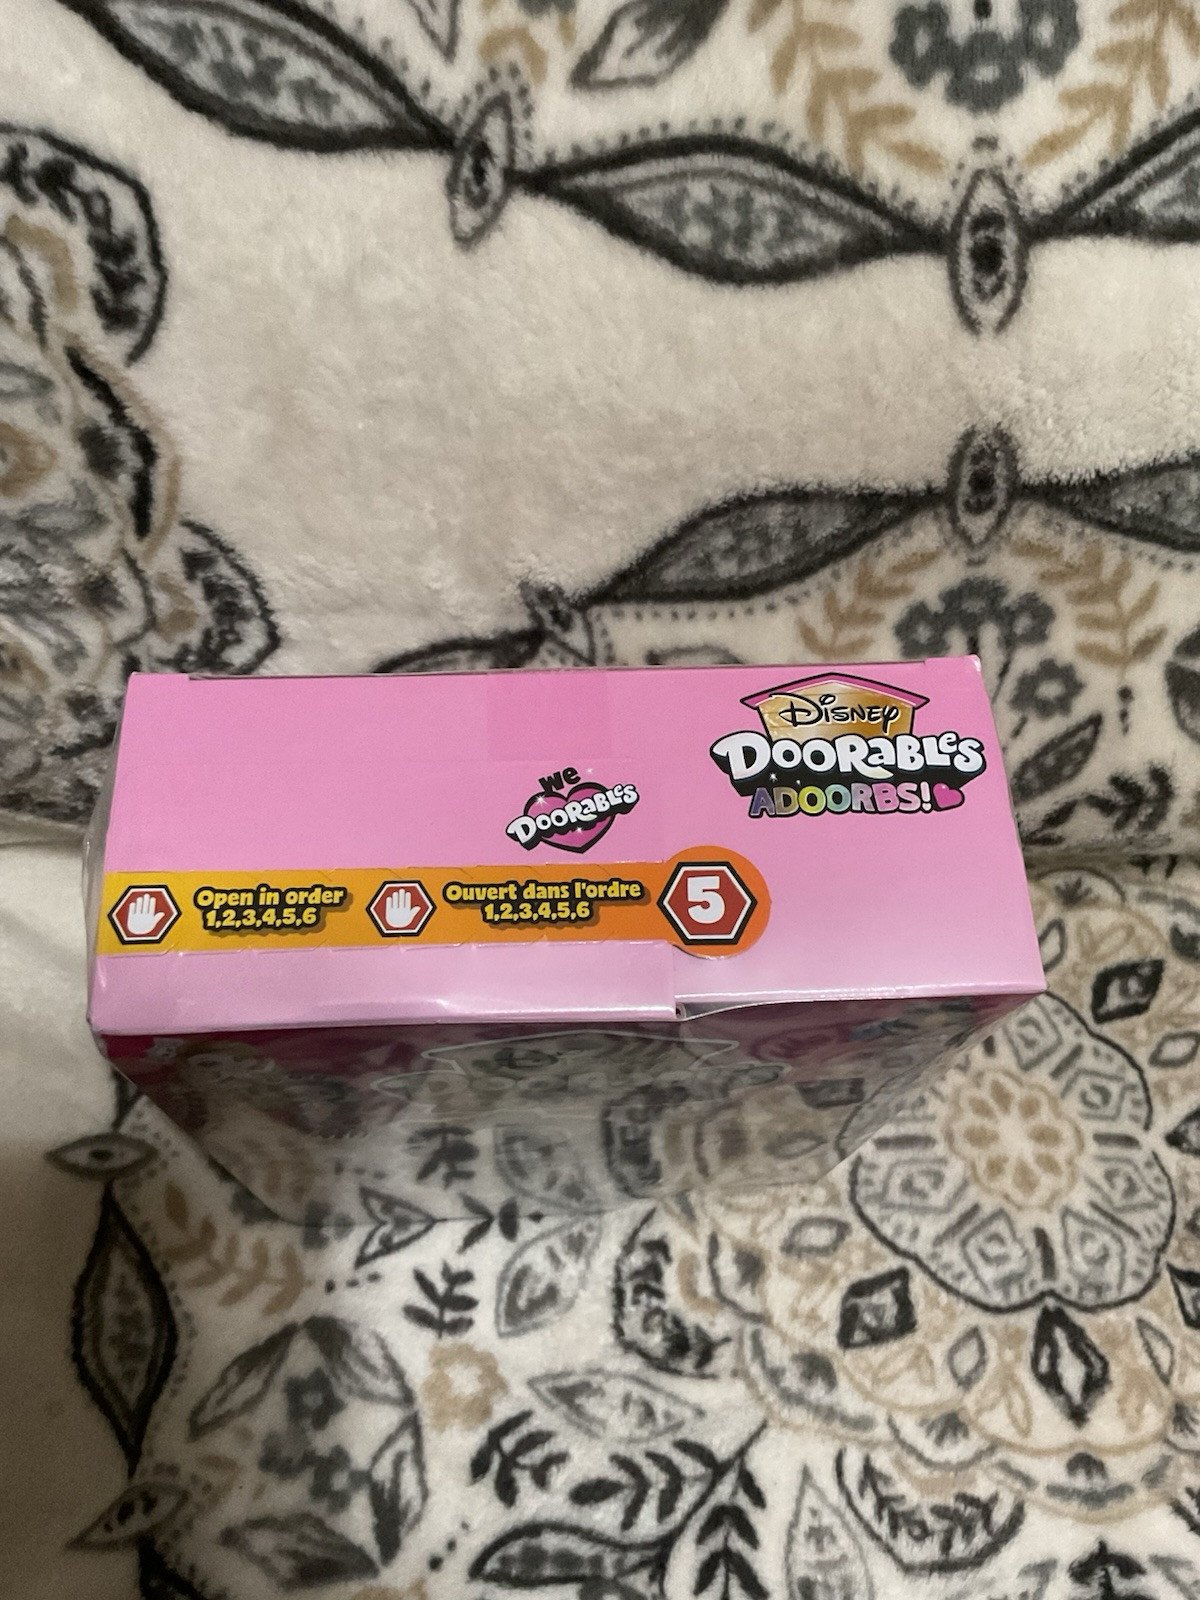 Disney
DOORABLES
ADOORBS!
We
DOORABLES
Open in order
1,2,3,4,5,6
Ouvert dans l'ordre
1,2,3,4,5,6
5